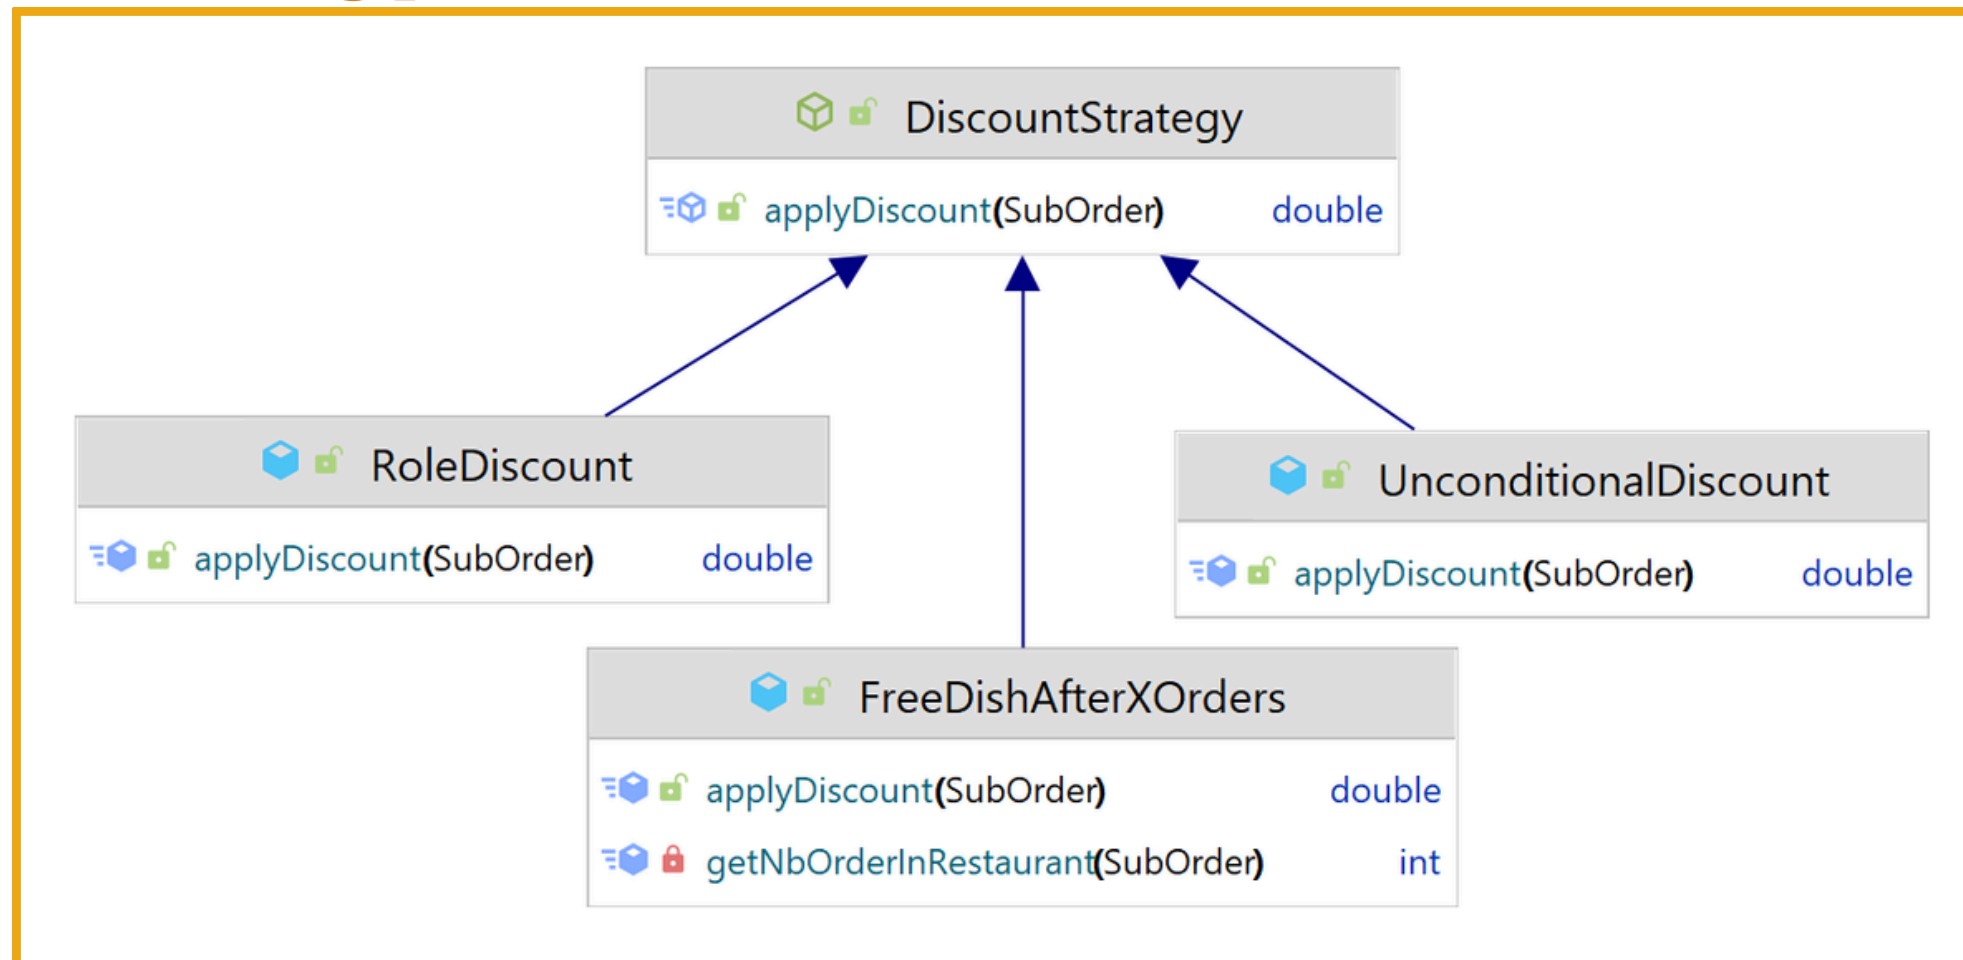 DiscountStrategy
applyDiscount(SubOrder) double
RoleDiscount
applyDiscount(SubOrder) double
UnconditionalDiscount
applyDiscount(SubOrder) double
FreeDishAfterXOrders
applyDiscount(SubOrder) double
getNbOrderInRestaurant(SubOrder) int